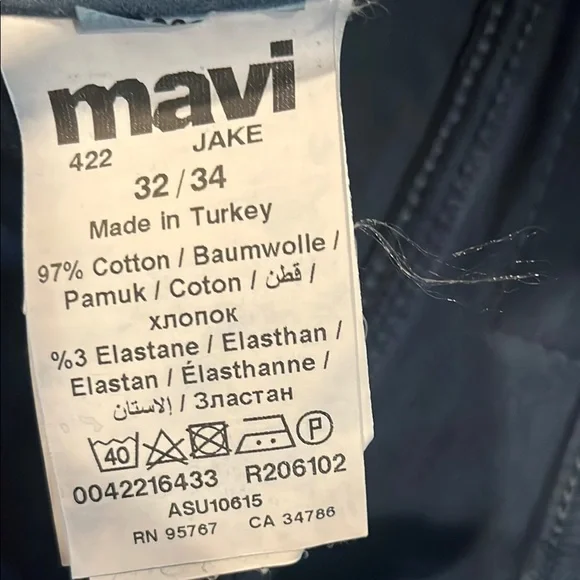 mavi
422 JAKE
32 / 34
Made in Turkey
97% Cotton / Baumwolle /
Pamuk / Coton / قطن /
хлопок
%3 Elastane / Elasthan /
Elastan / Élasthanne /
الاستان / Эластан
40 P
0042216433 R206102
ASU10615
RN 95767 CA 34786